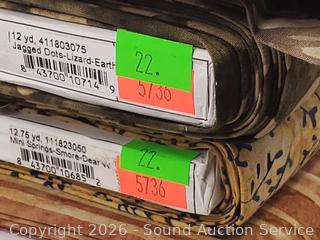 12 yd, 411803075
Jagged Dots-Lizard-Earth
8 43700 10714 9
22.
5736
12.75 yd, 111823050
Mini Springs-Smore-Dear
8 43700 10685 2
22.
5736
Copyright 2026 - Sound Auction Service